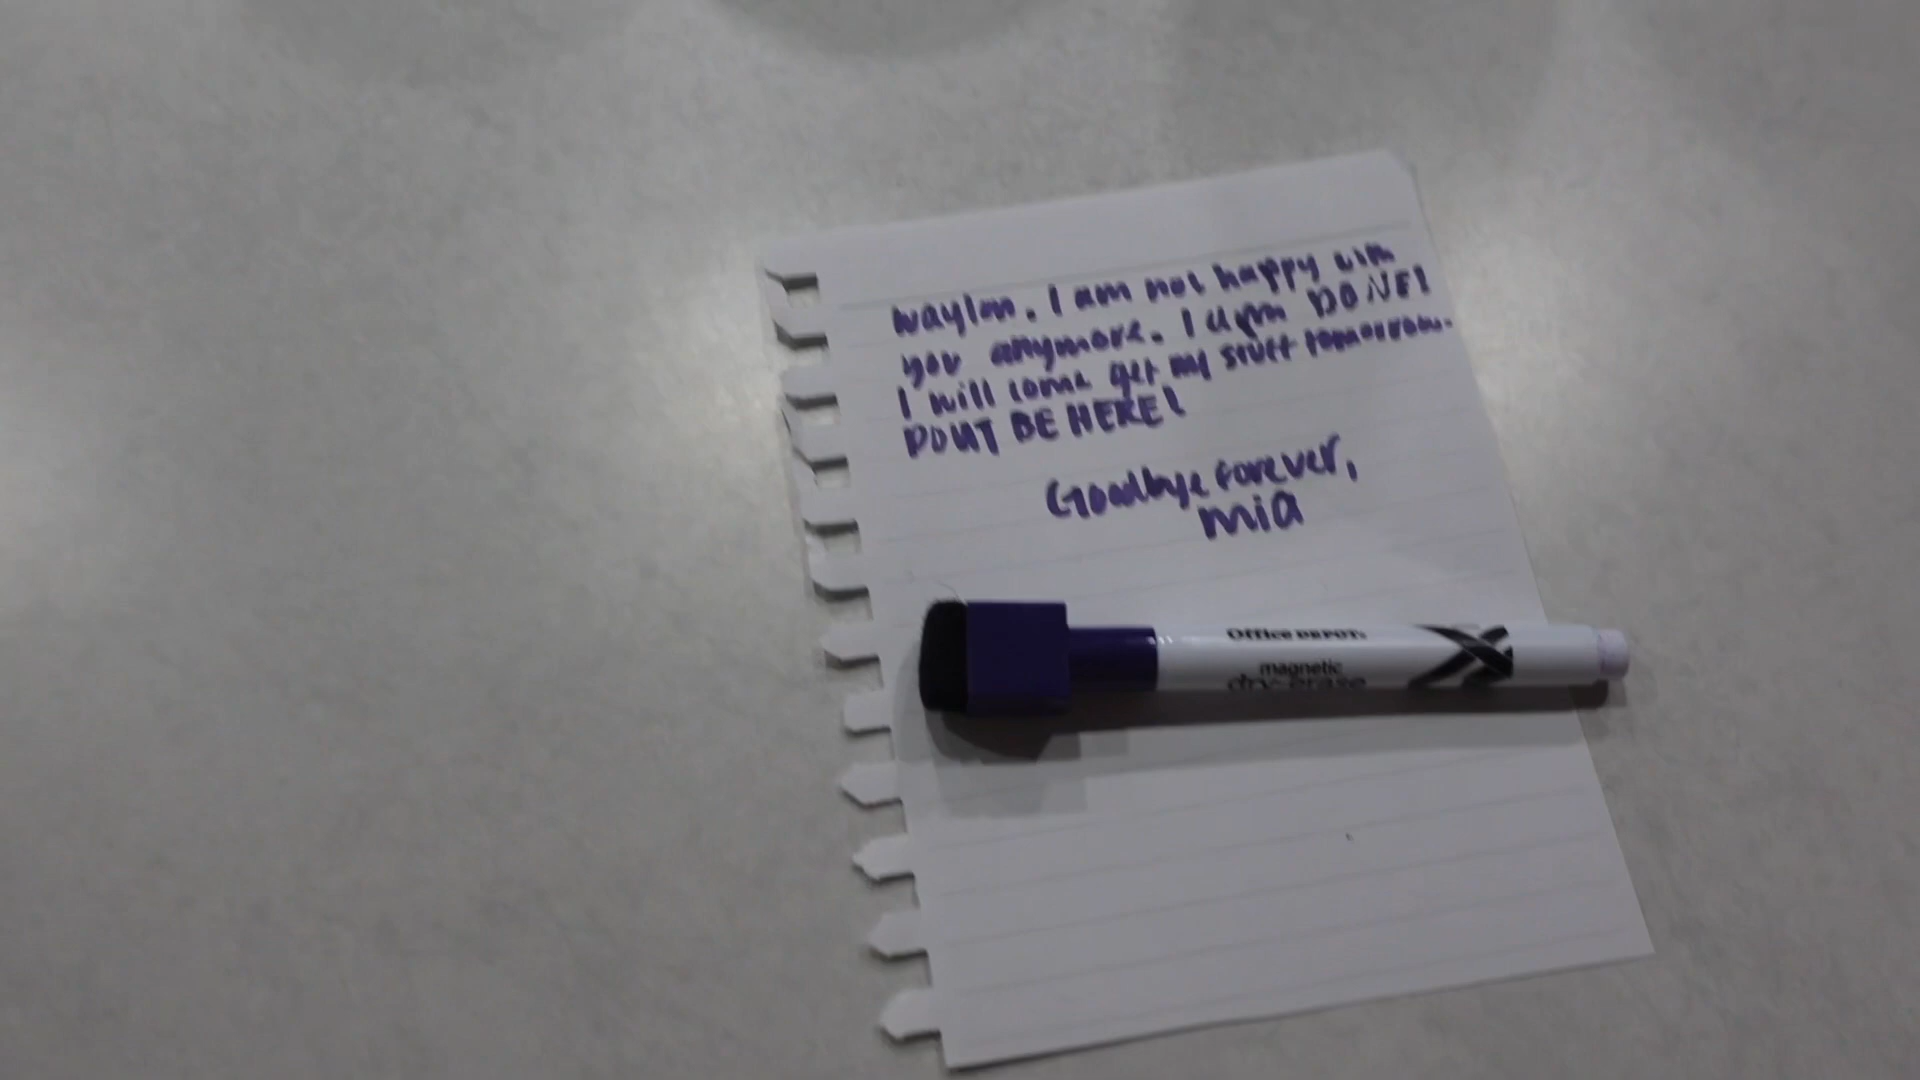 waylon. I am not happy with
you anymore. I am DONE!
I will come get my stuff tomorrow.
DONT BE HERE!
Goodbye forever,
mia
Office DEPOT
magnetic
dry-erase